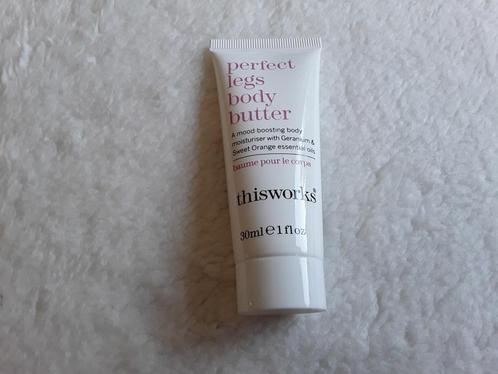 perfect
legs
body
butter
A mood-boosting body
moisturiser with Geranium &
Sweet Orange essential oils
baume pour le corps
thisworks®
30ml e 1 fl oz